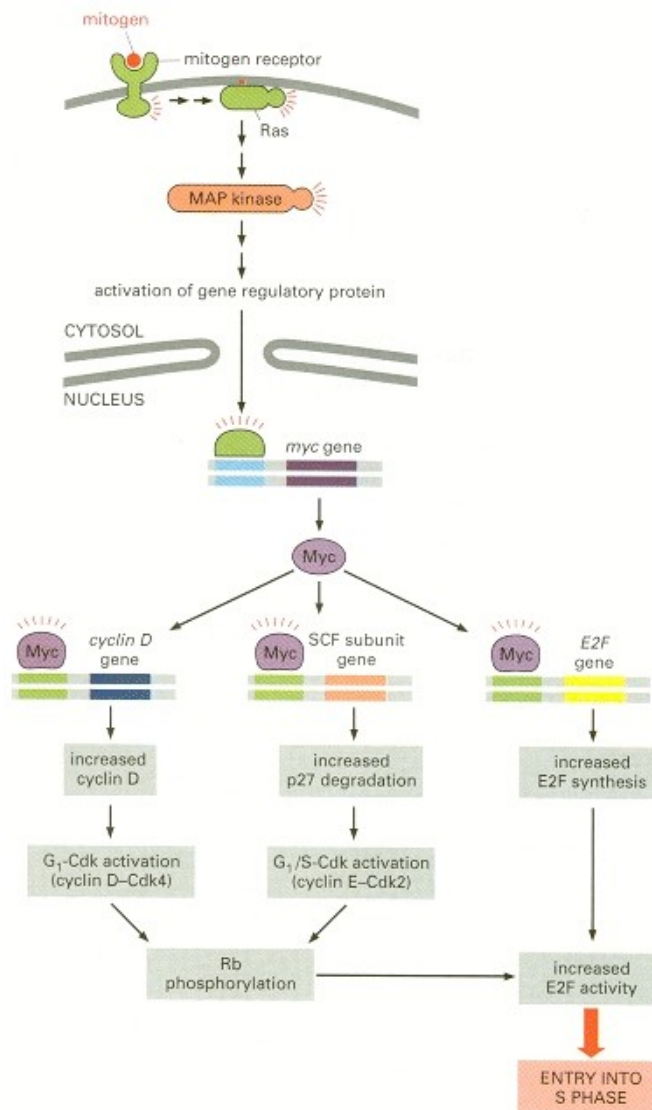 mitogen
mitogen receptor
Ras
MAP kinase
activation of gene regulatory protein
CYTOSOL
NUCLEUS
myc gene
Myc
Myc
cyclin D
gene
Myc
SCF subunit
gene
Myc
E2F
gene
increased
cyclin D
increased
p27 degradation
increased
E2F synthesis
G1-Cdk activation
(cyclin D–Cdk4)
G1/S-Cdk activation
(cyclin E–Cdk2)
Rb
phosphorylation
increased
E2F activity
ENTRY INTO
S PHASE